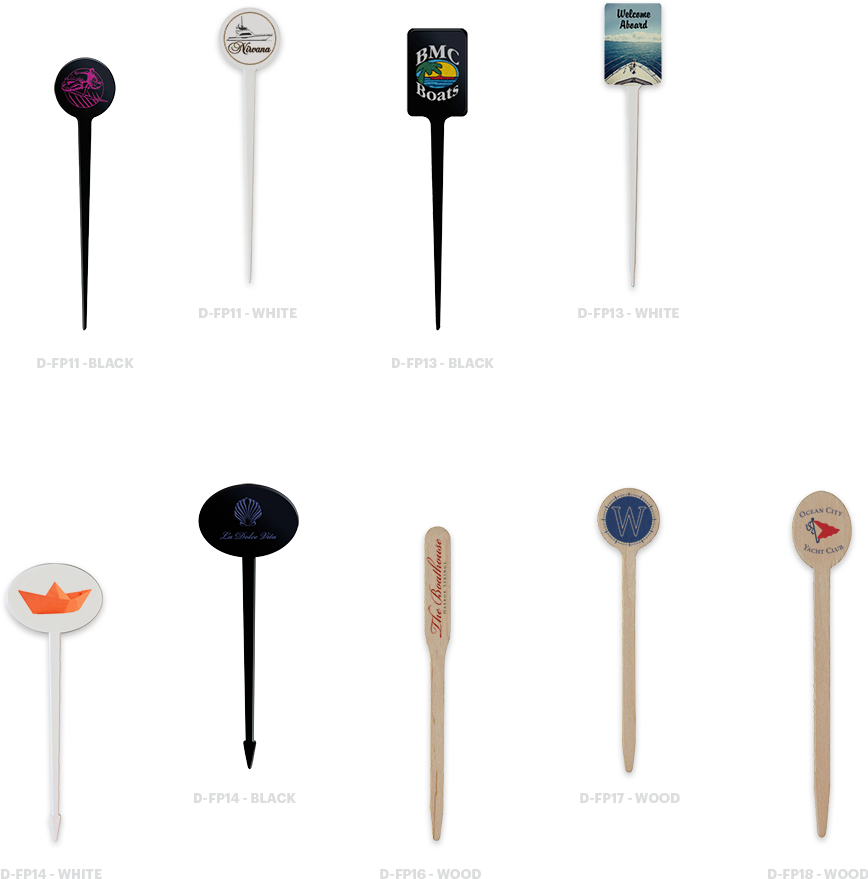 Nirvana
D-FP11 - WHITE
D-FP11 -BLACK
BMC
Boats
D-FP13 - BLACK
Welcome
Aboard
D-FP13 - WHITE
D-FP14 - WHITE
La Dolce Vita
D-FP14 - BLACK
The Boathouse
D-FP16 - WOOD
W
D-FP17 - WOOD
OCEAN CITY
YACHT CLUB
D-FP18 - WOOD